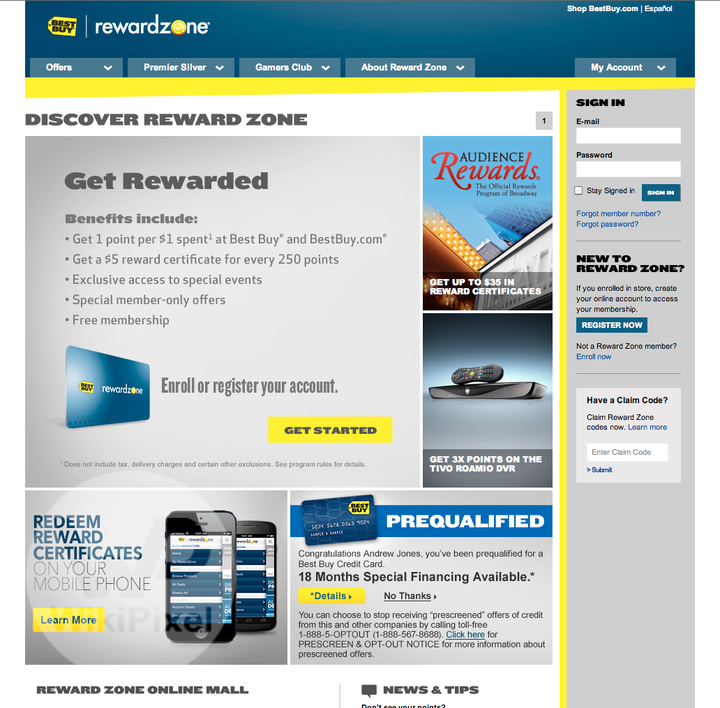 Shop BestBuy.com | Español
BEST BUY
rewardzone
Offers
Premier Silver
Gamers Club
About Reward Zone
My Account
DISCOVER REWARD ZONE
1
Get Rewarded
Benefits include:
• Get 1 point per $1 spent¹ at Best Buy® and BestBuy.com®
• Get a $5 reward certificate for every 250 points
• Exclusive access to special events
• Special member-only offers
• Free membership
BEST BUY
rewardzone
Enroll or register your account.
GET STARTED
¹ Does not include tax, delivery charges and certain other exclusions. See program rules for details.
AUDIENCE
Rewards.
The Official Rewards
Program of Broadway
GET UP TO $35 IN
REWARD CERTIFICATES
GET 3X POINTS ON THE
TIVO ROAMIO DVR
SIGN IN
E-mail
Password
Stay Signed in
SIGN IN
Forgot member number?
Forgot password?
NEW TO
REWARD ZONE?
If you enrolled in store, create
your online account to access
your membership.
REGISTER NOW
Not a Reward Zone member?
Enroll now
Have a Claim Code?
Claim Reward Zone
codes now. Learn more
Enter Claim Code
> Submit
REDEEM
REWARD
CERTIFICATES
ON YOUR
MOBILE PHONE
Learn More
WikiPixel
BEST BUY
PREQUALIFIED
Congratulations Andrew Jones, you've been prequalified for a
Best Buy Credit Card.
18 Months Special Financing Available.*
*Details
No Thanks
You can choose to stop receiving "prescreened" offers of credit
from this and other companies by calling toll-free
1-888-5-OPTOUT (1-888-567-8688). Click here for
PRESCREEN & OPT-OUT NOTICE for more information about
prescreened offers.
REWARD ZONE ONLINE MALL
NEWS & TIPS
Don't see your points?